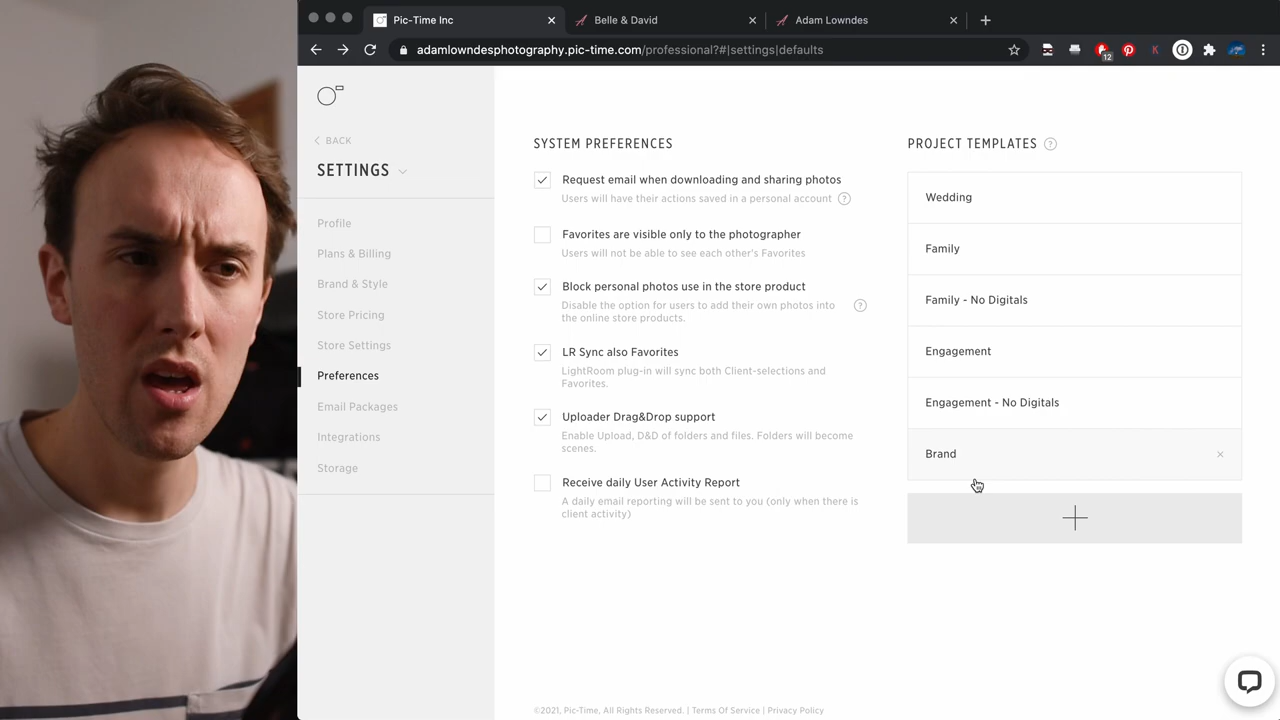 Pic-Time Inc
Belle & David
Adam Lowndes
adamlowndesphotography.pic-time.com/professional?#|settings|defaults
12
K
BACK
SETTINGS
Profile
Plans & Billing
Brand & Style
Store Pricing
Store Settings
Preferences
Email Packages
Integrations
Storage
SYSTEM PREFERENCES
Request email when downloading and sharing photos
Users will have their actions saved in a personal account ?
Favorites are visible only to the photographer
Users will not be able to see each other's Favorites
Block personal photos use in the store product
Disable the option for users to add their own photos into ?
the online store products.
LR Sync also Favorites
LightRoom plug-in will sync both Client-selections and
Favorites.
Uploader Drag&Drop support
Enable Upload, D&D of folders and files. Folders will become
scenes.
Receive daily User Activity Report
A daily email reporting will be sent to you (only when there is
client activity)
PROJECT TEMPLATES ?
Wedding
Family
Family - No Digitals
Engagement
Engagement - No Digitals
Brand
©2021, Pic-Time, All Rights Reserved. | Terms Of Service | Privacy Policy